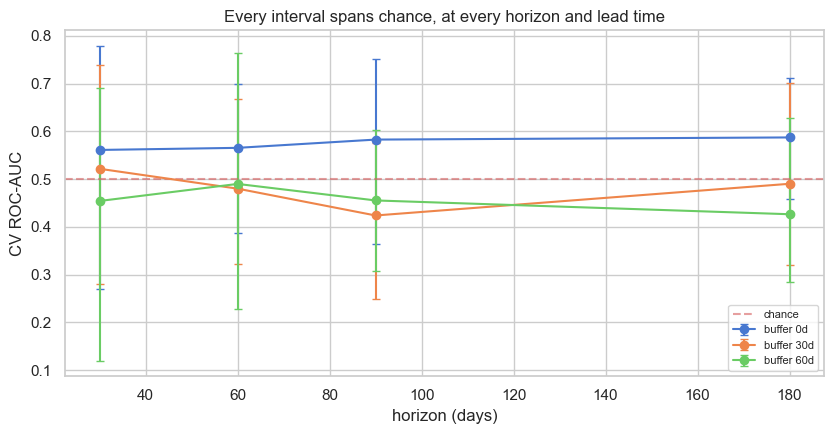 Every interval spans chance, at every horizon and lead time
CV ROC-AUC
0.8
0.7
0.6
0.5
0.4
0.3
0.2
0.1
40 60 80 100 120 140 160 180
horizon (days)
chance
buffer 0d
buffer 30d
buffer 60d